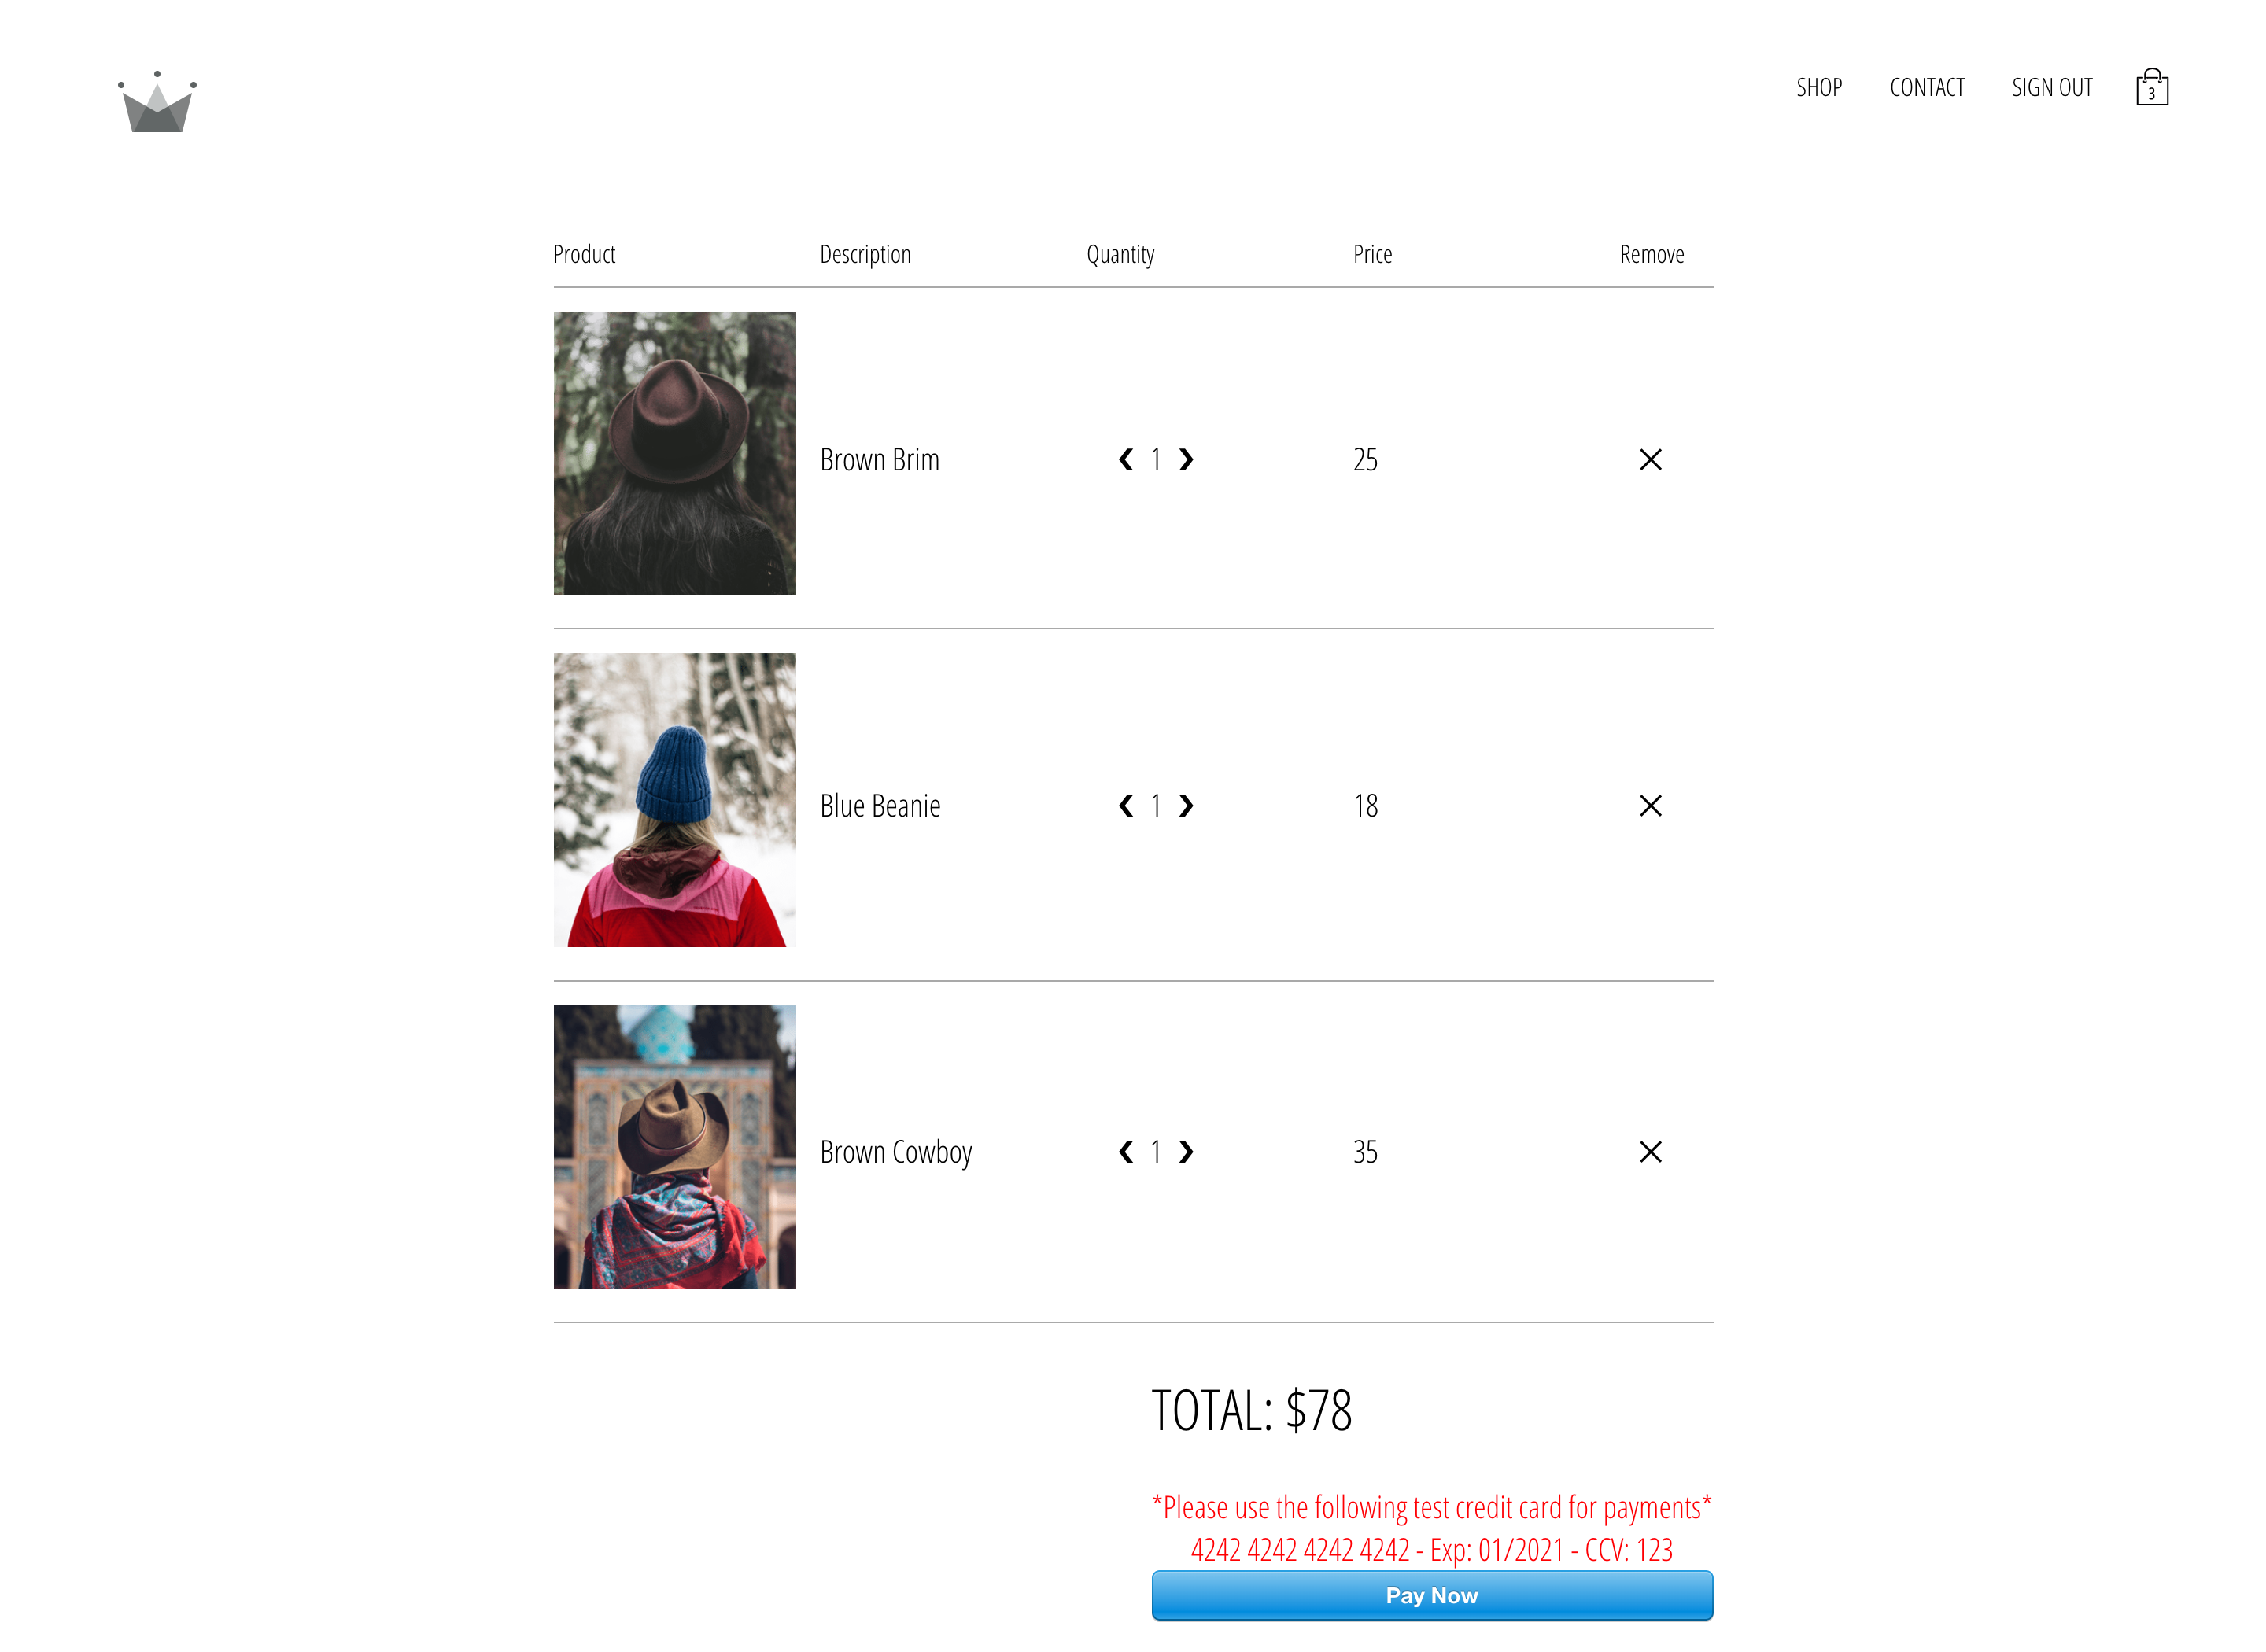 SHOP CONTACT SIGN OUT 3
Product Description Quantity Price Remove
Brown Brim ❮ 1 ❯ 25 ✕
Blue Beanie ❮ 1 ❯ 18 ✕
Brown Cowboy ❮ 1 ❯ 35 ✕
TOTAL: $78
*Please use the following test credit card for payments*
4242 4242 4242 4242 - Exp: 01/2021 - CCV: 123
Pay Now